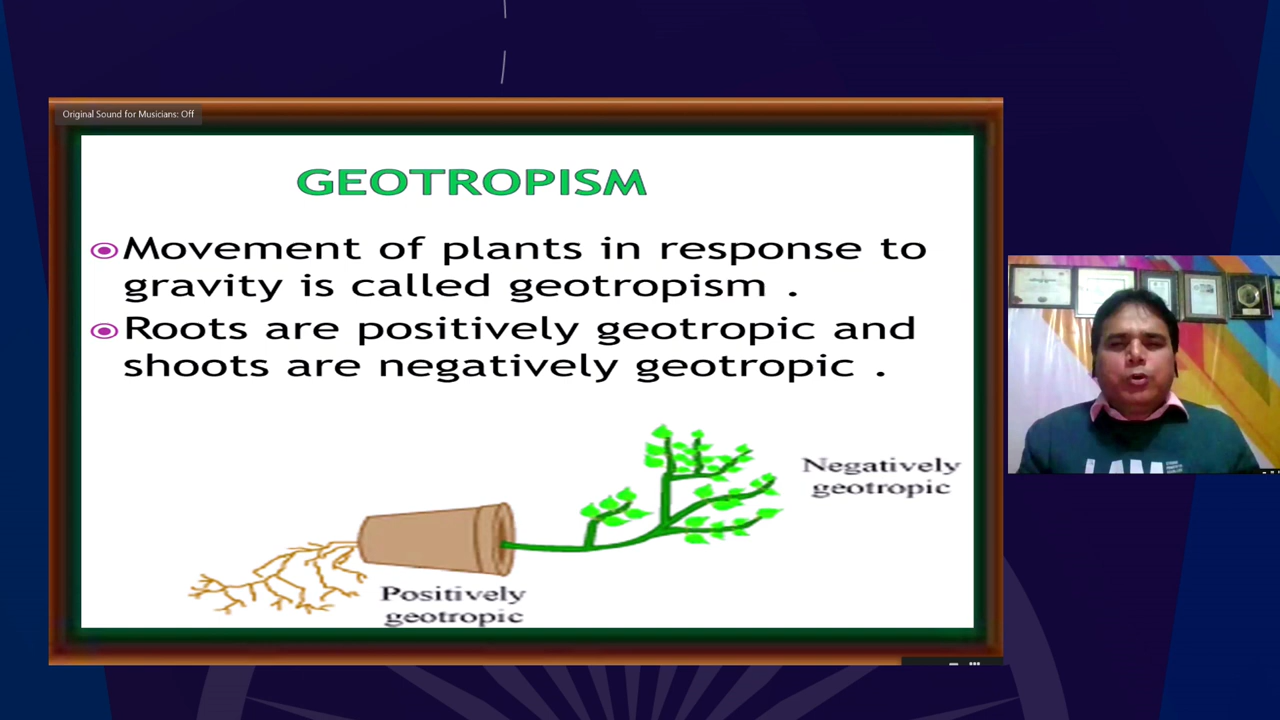 Original Sound for Musicians: Off
GEOTROPISM
Movement of plants in response to
gravity is called geotropism .
Roots are positively geotropic and
shoots are negatively geotropic .
Negatively
geotropic
Positively
geotropic
I AM